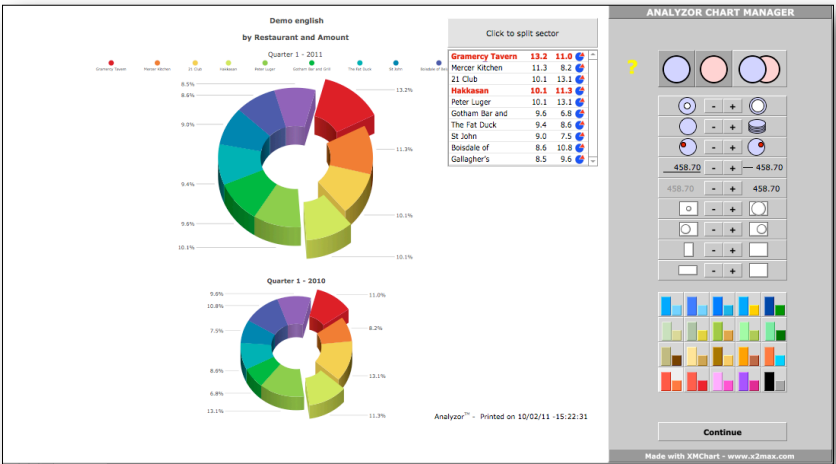 Demo english
by Restaurant and Amount
Quarter 1 - 2011
Gramercy Tavern Mercer Kitchen 21 Club Hakkasan Peter Luger Gotham Bar and Grill The Fat Duck St John Boisdale of
8.5%
8.6%
9.0%
9.4%
9.6%
10.1%
13.2%
11.3%
10.1%
10.1%
Quarter 1 - 2010
9.6%
10.8%
7.5%
8.6%
6.8%
13.1%
11.0%
8.2%
13.1%
11.3%
Click to split sector
Gramercy Tavern 13.2 11.0
Mercer Kitchen 11.3 8.2
21 Club 10.1 13.1
Hakkasan 10.1 11.3
Peter Luger 10.1 13.1
Gotham Bar and 9.6 6.8
The Fat Duck 9.4 8.6
St John 9.0 7.5
Boisdale of 8.6 10.8
Gallagher's 8.5 9.6
Analyzor™ - Printed on 10/02/11 -15:22:31
ANALYZOR CHART MANAGER
?
- +
- +
- +
458.70 - + 458.70
458.70 - + 458.70
- +
- +
- +
- +
Continue
Made with XMChart - www.x2max.com